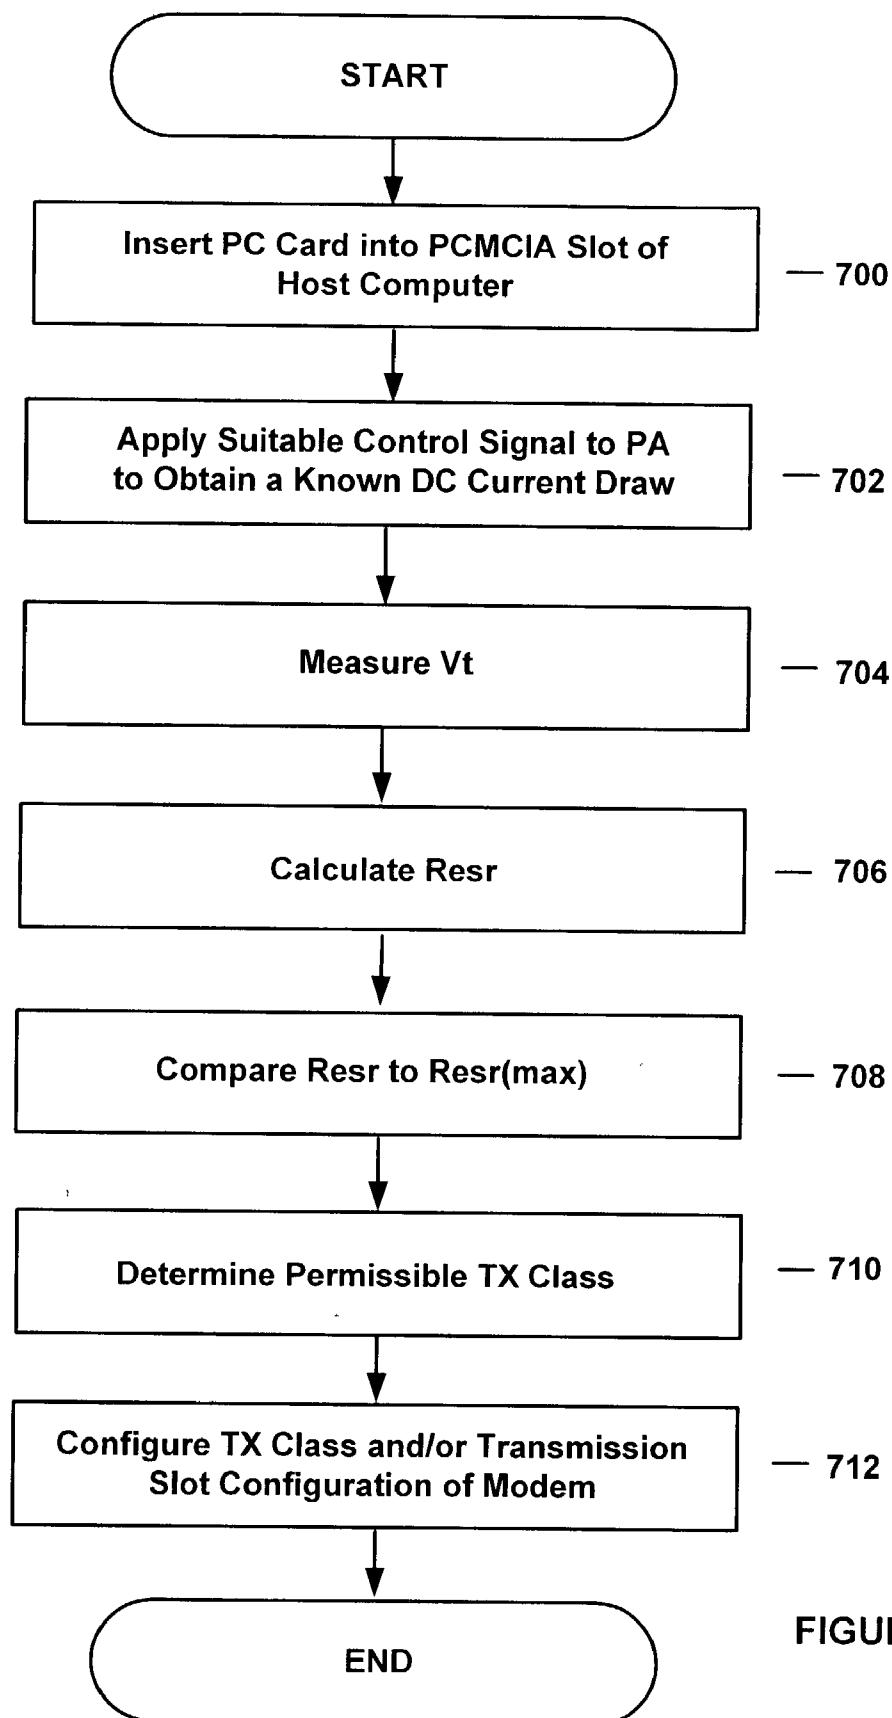 START
Insert PC Card into PCMCIA Slot of
Host Computer
— 700
Apply Suitable Control Signal to PA
to Obtain a Known DC Current Draw
— 702
Measure Vt
— 704
Calculate Resr
— 706
Compare Resr to Resr(max)
— 708
Determine Permissible TX Class
— 710
Configure TX Class and/or Transmission
Slot Configuration of Modem
— 712
END